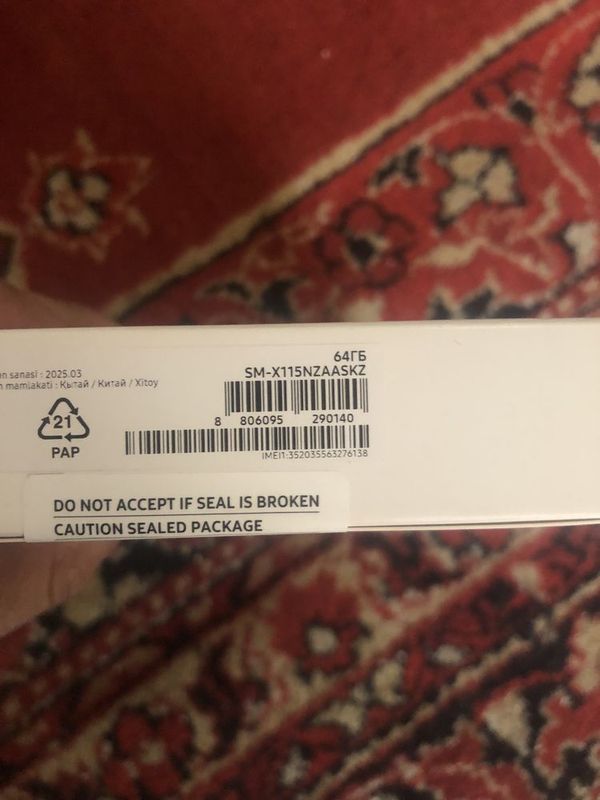 64ГБ
SM-X115NZAASKZ
sanasi : 2025.03
mamlakati : Кытай / Китай / Xitoy
8 806095 290140
21
PAP
IMEI1:352035563276138
DO NOT ACCEPT IF SEAL IS BROKEN
CAUTION SEALED PACKAGE